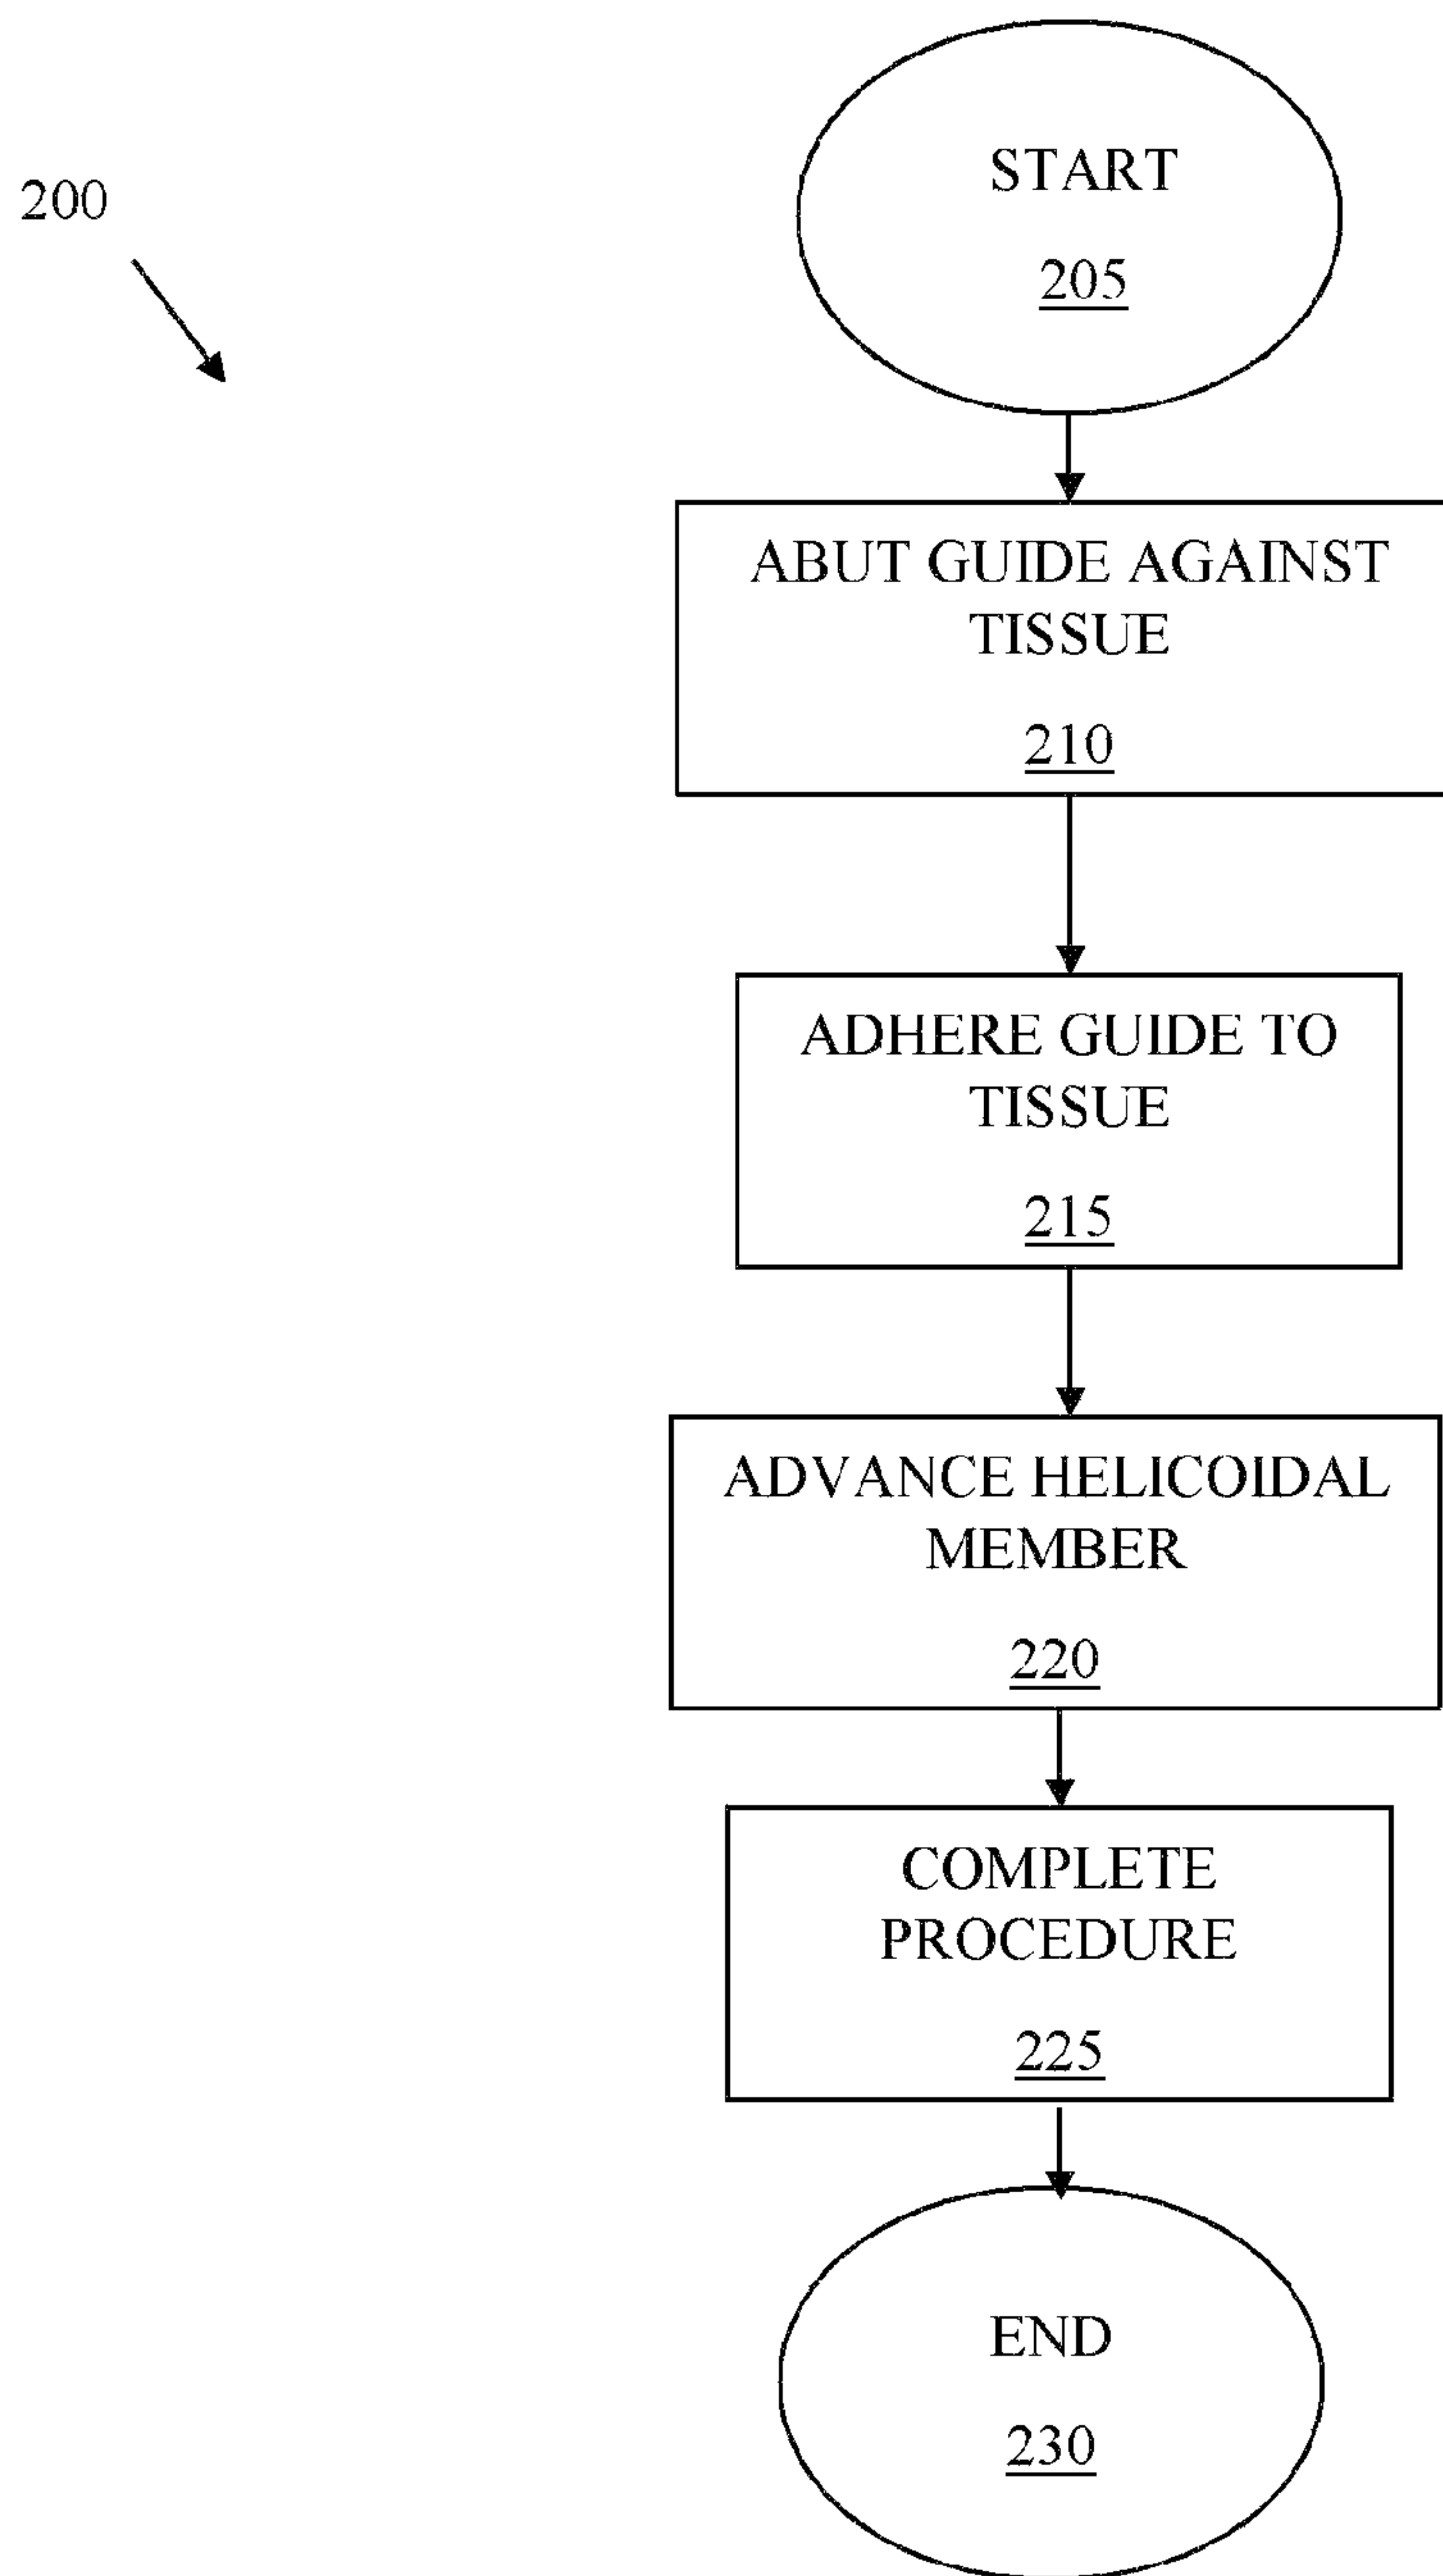 200
START
205
ABUT GUIDE AGAINST
TISSUE
210
ADHERE GUIDE TO
TISSUE
215
ADVANCE HELICOIDAL
MEMBER
220
COMPLETE
PROCEDURE
225
END
230